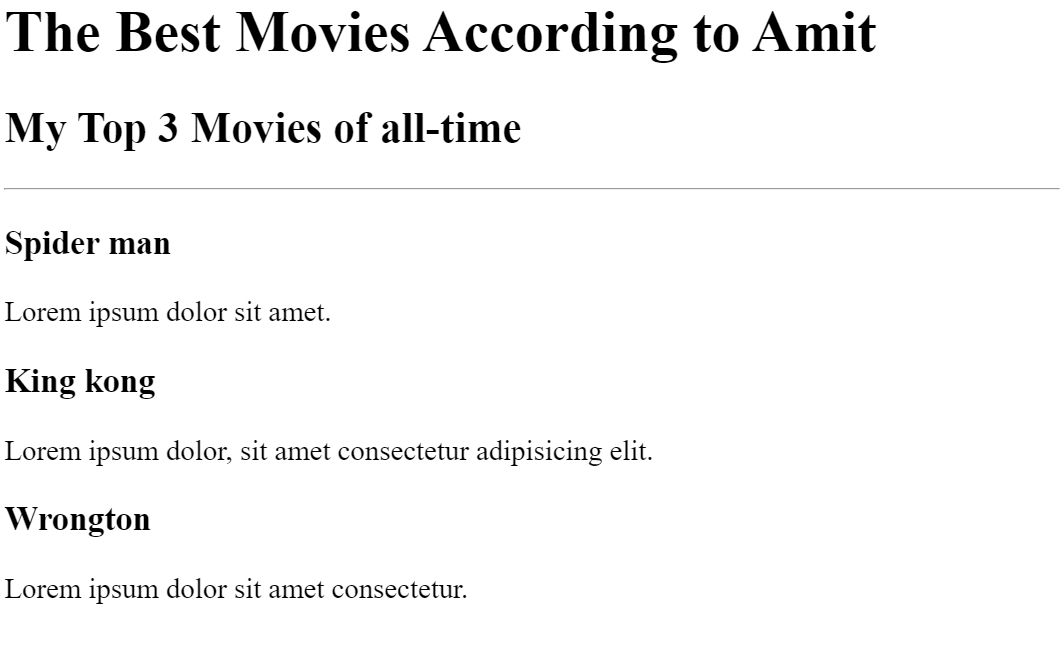 The Best Movies According to Amit
My Top 3 Movies of all-time
Spider man
Lorem ipsum dolor sit amet.
King kong
Lorem ipsum dolor, sit amet consectetur adipisicing elit.
Wrongton
Lorem ipsum dolor sit amet consectetur.